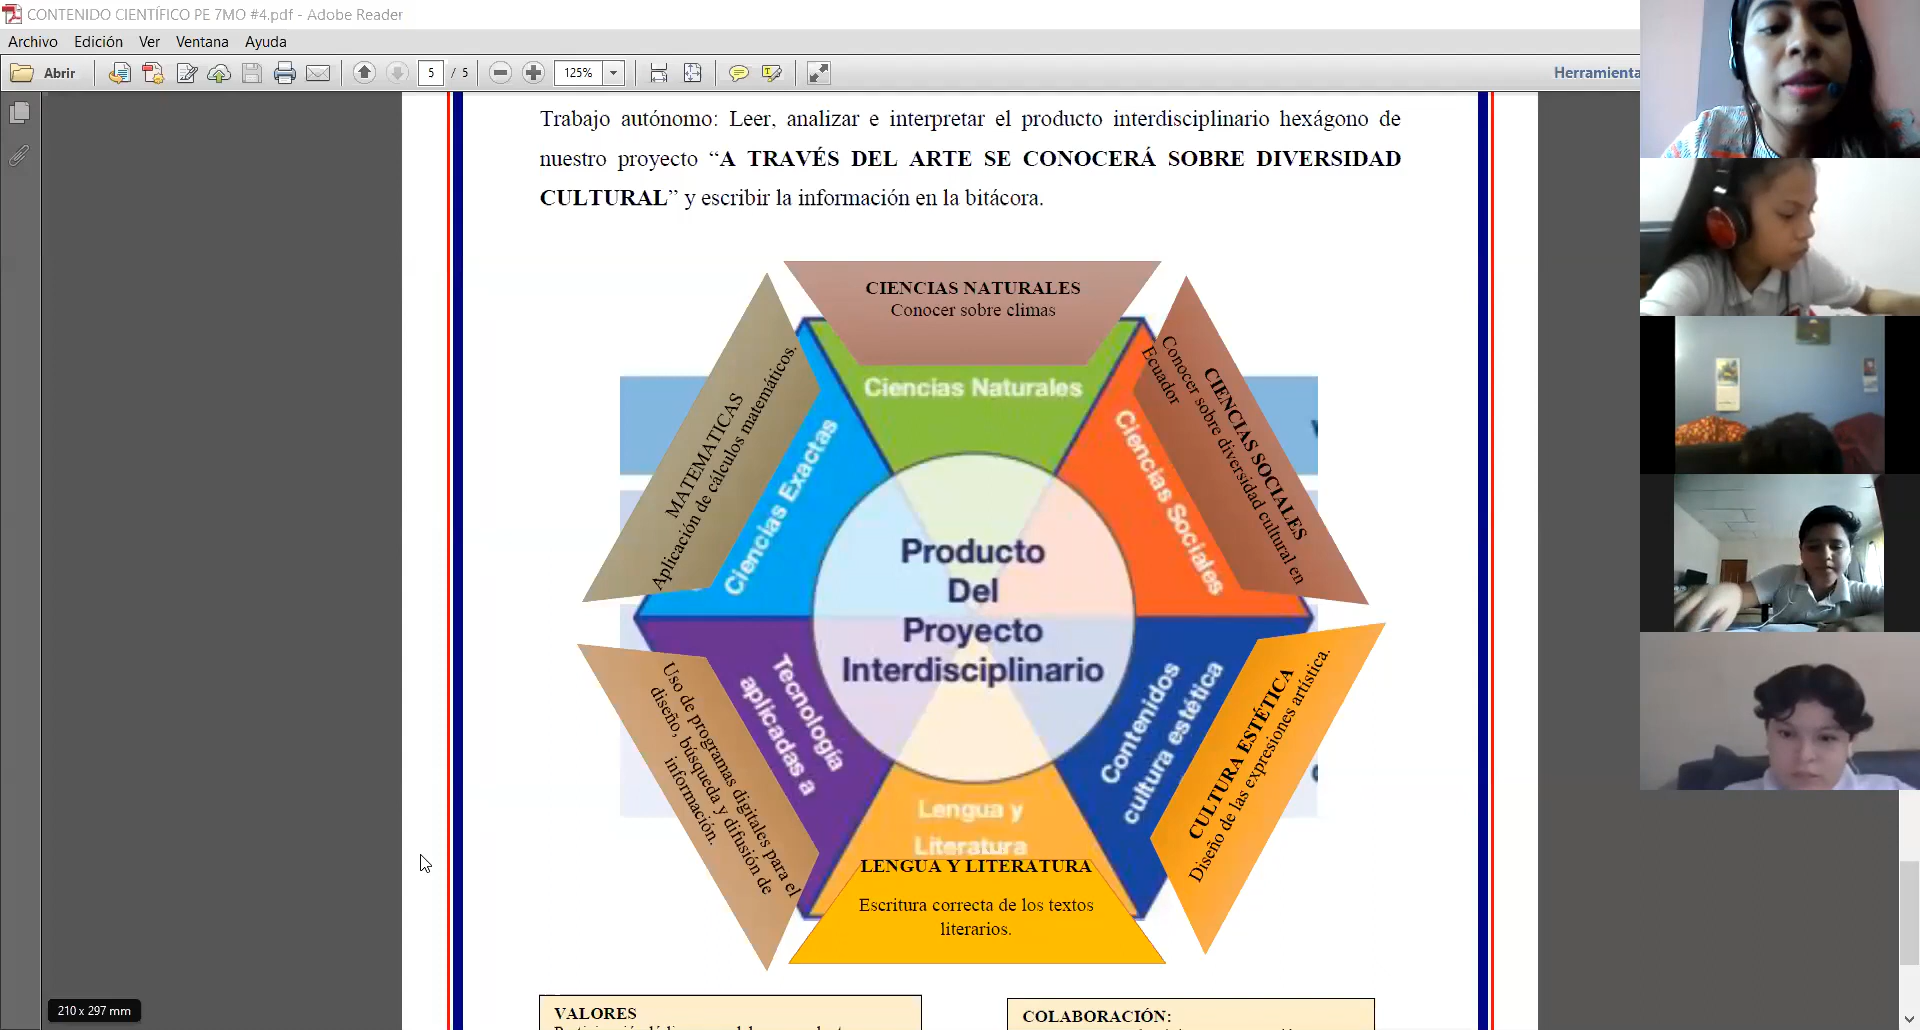 CONTENIDO CIENTÍFICO PE 7MO #4.pdf - Adobe Reader
Archivo Edición Ver Ventana Ayuda
Abrir 5 / 5 125% Herramienta
Trabajo autónomo: Leer, analizar e interpretar el producto interdisciplinario hexágono de
nuestro proyecto “A TRAVÉS DEL ARTE SE CONOCERÁ SOBRE DIVERSIDAD
CULTURAL” y escribir la información en la bitácora.
CIENCIAS NATURALES
Conocer sobre climas
Ciencias Naturales
MATEMATICAS
Aplicación de cálculos matemáticos.
Ciencias Exactas
CIENCIAS SOCIALES
Conocer sobre diversidad cultural en
Ecuador
Ciencias Sociales
Producto
Del
Proyecto
Interdisciplinario
Tecnología
aplicadas a
Uso de programas digitales para el
diseño, búsqueda y difusión de
información.
Contenidos
cultura estética
CULTURA ESTÉTICA
Diseño de las expresiones artística.
Lengua y
Literatura
LENGUA Y LITERATURA
Escritura correcta de los textos
literarios.
VALORES
COLABORACIÓN:
210 x 297 mm